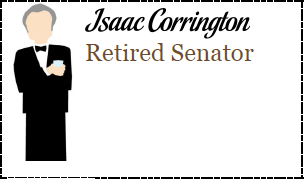 Isaac Corrington
Retired Senator